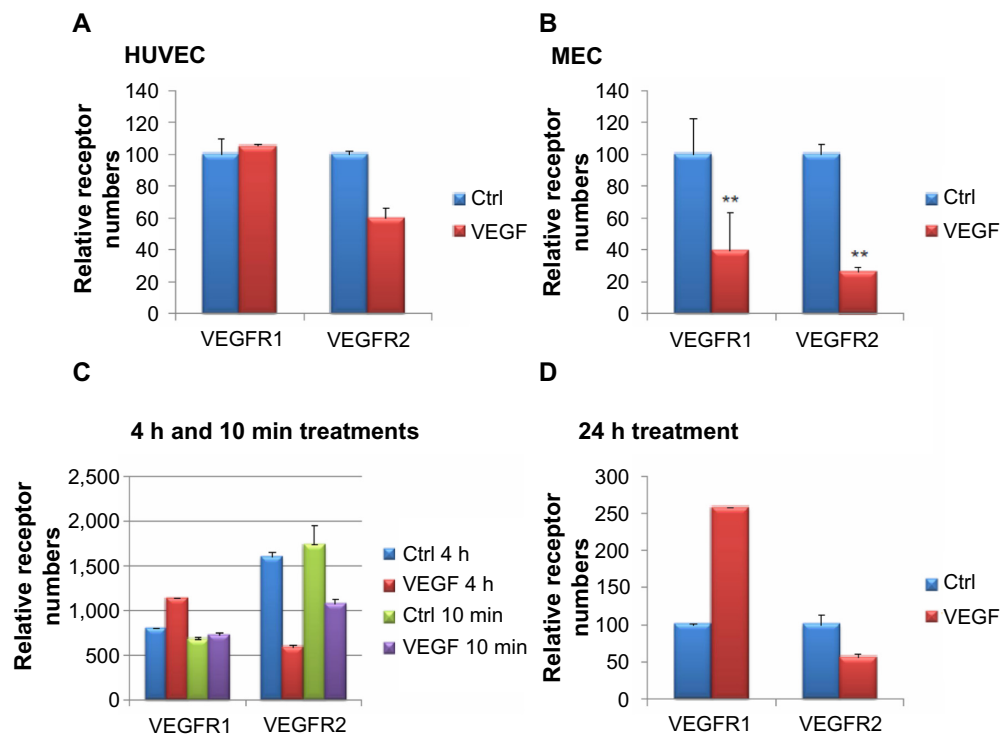 A
HUVEC
Relative receptor
numbers
140
120
100
80
60
40
20
0
VEGFR1
VEGFR2
Ctrl
VEGF
B
MEC
Relative receptor
numbers
140
120
100
80
60
40
20
0
**
**
VEGFR1
VEGFR2
Ctrl
VEGF
C
4 h and 10 min treatments
Relative receptor
numbers
2,500
2,000
1,500
1,000
500
0
VEGFR1
VEGFR2
Ctrl 4 h
VEGF 4 h
Ctrl 10 min
VEGF 10 min
D
24 h treatment
Relative receptor
numbers
300
250
200
150
100
50
0
VEGFR1
VEGFR2
Ctrl
VEGF